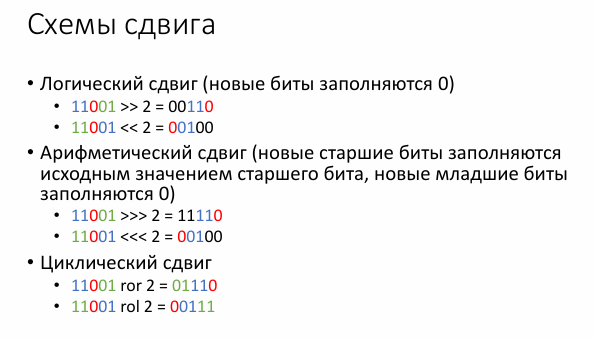 Схемы сдвига
• Логический сдвиг (новые биты заполняются 0)
• 11001 >> 2 = 00110
• 11001 << 2 = 00100
• Арифметический сдвиг (новые старшие биты заполняются
исходным значением старшего бита, новые младшие биты
заполняются 0)
• 11001 >>> 2 = 11110
• 11001 <<< 2 = 00100
• Циклический сдвиг
• 11001 ror 2 = 01110
• 11001 rol 2 = 00111